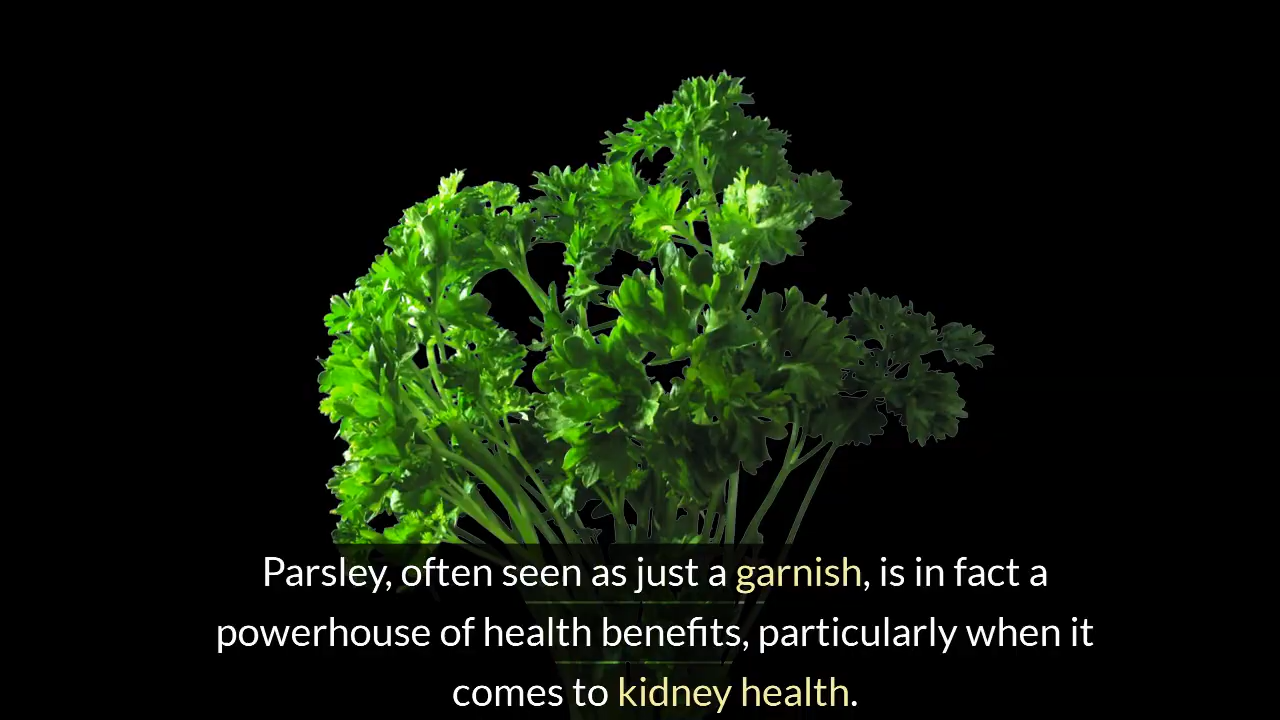 Parsley, often seen as just a garnish, is in fact a
powerhouse of health benefits, particularly when it
comes to kidney health.